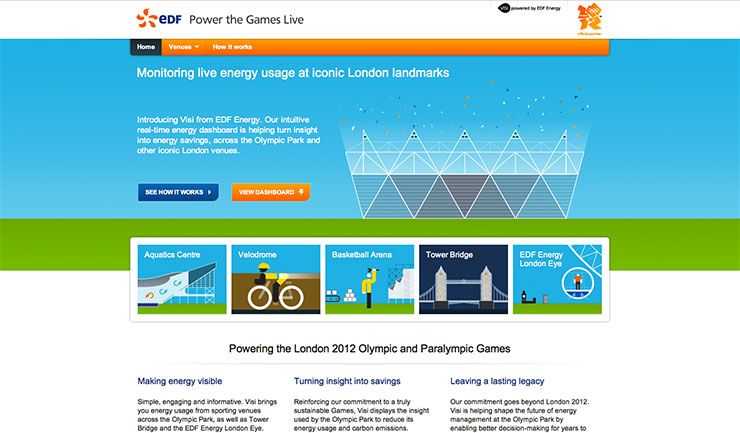 eDF Power the Games Live
Visi powered by EDF Energy
official partner
Home Venues How it works
Monitoring live energy usage at iconic London landmarks
Introducing Visi from EDF Energy. Our intuitive
real-time energy dashboard is helping turn insight
into energy savings, across the Olympic Park and
other iconic London venues.
SEE HOW IT WORKS VIEW DASHBOARD
Aquatics Centre
Velodrome
Basketball Arena
Tower Bridge
EDF Energy
London Eye
Powering the London 2012 Olympic and Paralympic Games
Making energy visible
Simple, engaging and informative. Visi brings
you energy usage from sporting venues
across the Olympic Park, as well as Tower
Bridge and the EDF Energy London Eye.
Turning insight into savings
Reinforcing our commitment to a truly
sustainable Games, Visi displays the insight
used by the Olympic Park to reduce its
energy usage and carbon emissions.
Leaving a lasting legacy
Our commitment goes beyond London 2012.
Visi is helping shape the future of energy
management at the Olympic Park by
enabling better decision-making for years to